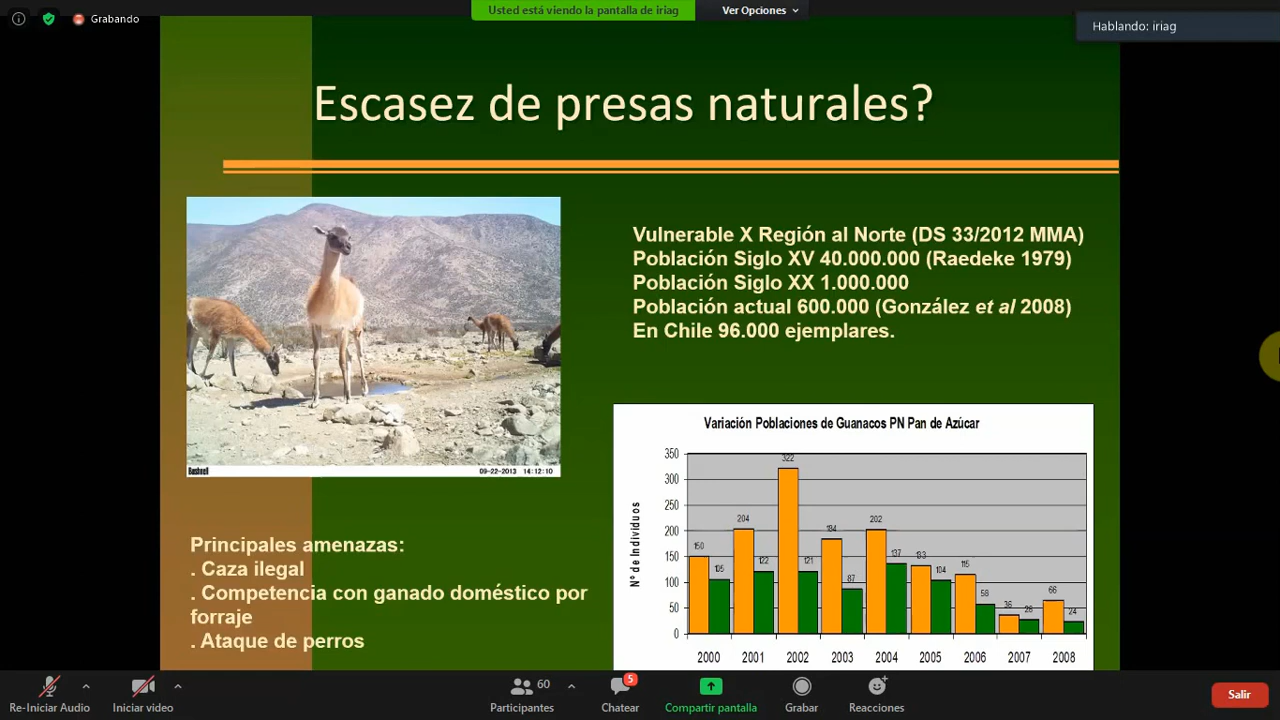 Grabando
Usted está viendo la pantalla de iriag
Ver Opciones
Hablando: iriag
Escasez de presas naturales?
Vulnerable X Región al Norte (DS 33/2012 MMA)
Población Siglo XV 40.000.000 (Raedeke 1979)
Población Siglo XX 1.000.000
Población actual 600.000 (González et al 2008)
En Chile 96.000 ejemplares.
Bushnell
09-22-2013 14:12:10
Principales amenazas:
. Caza ilegal
. Competencia con ganado doméstico por
forraje
. Ataque de perros
Variación Poblaciones de Guanacos PN Pan de Azúcar
Nº de Individuos
350
300
250
200
150
100
50
0
150 105 204 122 322 121 184 87 202 137 133 104 115 58 36 28 66 24
2000 2001 2002 2003 2004 2005 2006 2007 2008
Re-Iniciar Audio
Iniciar video
60
Participantes
5
Chatear
Compartir pantalla
Grabar
Reacciones
Salir